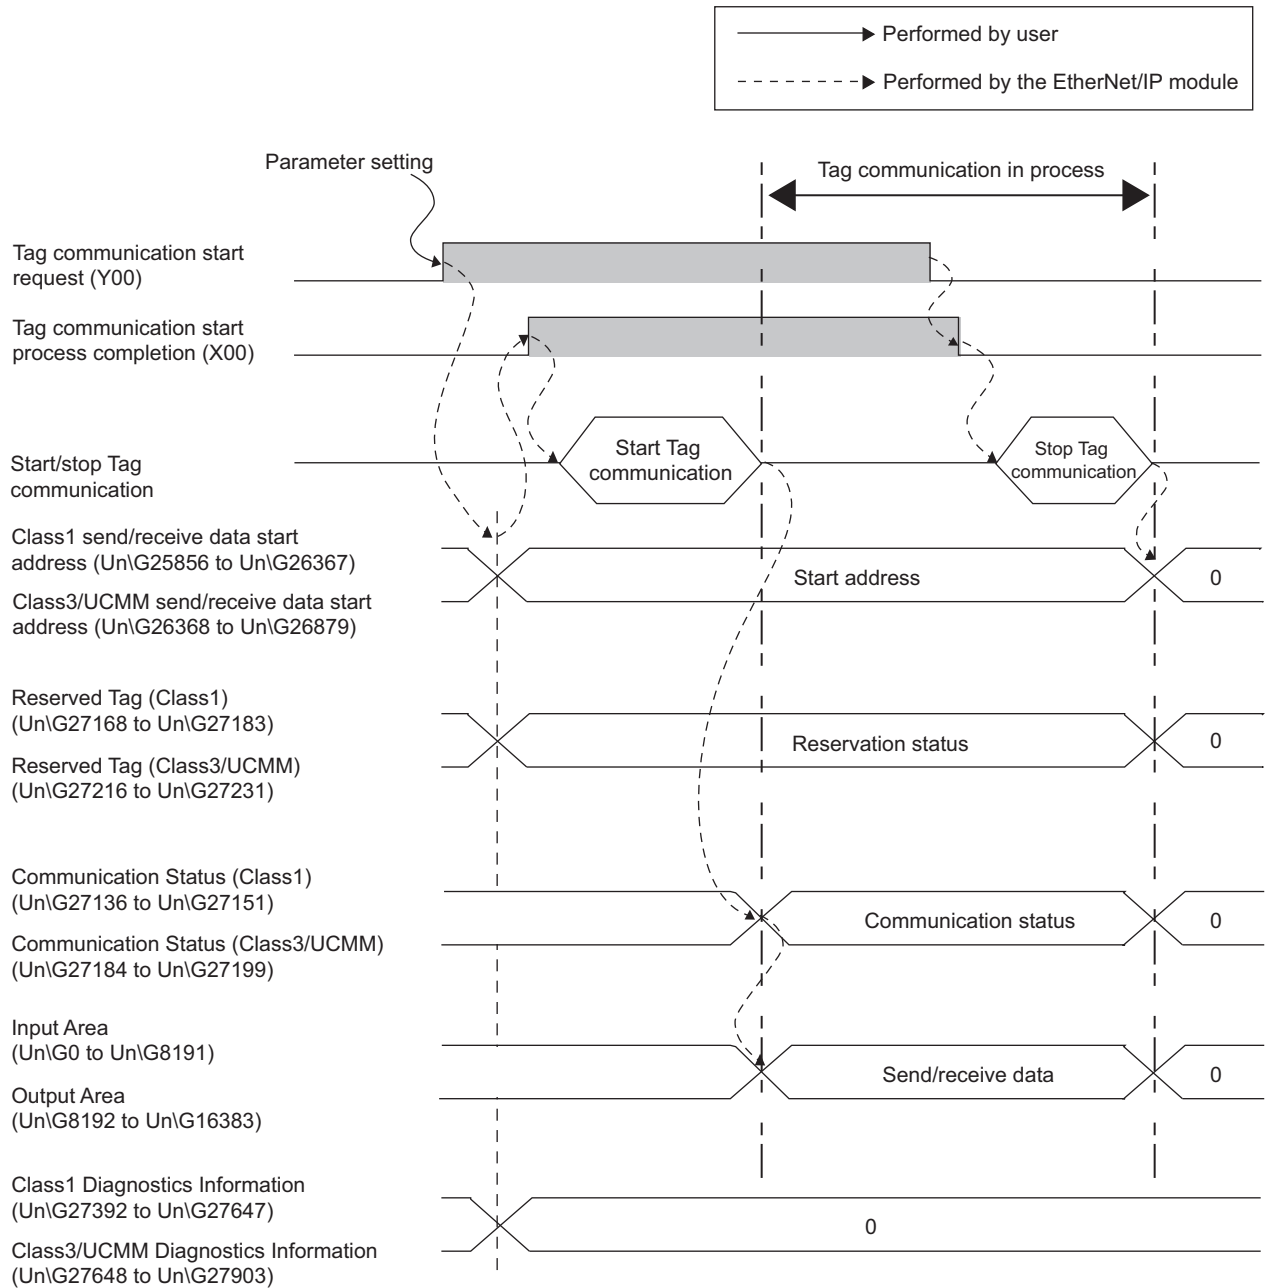 Performed by user
Performed by the EtherNet/IP module
Parameter setting
Tag communication in process
Tag communication start
request (Y00)
Tag communication start
process completion (X00)
Start/stop Tag
communication
Start Tag
communication
Stop Tag
communication
Class1 send/receive data start
address (Un\G25856 to Un\G26367)
Class3/UCMM send/receive data start
address (Un\G26368 to Un\G26879)
Start address
0
Reserved Tag (Class1)
(Un\G27168 to Un\G27183)
Reserved Tag (Class3/UCMM)
(Un\G27216 to Un\G27231)
Reservation status
0
Communication Status (Class1)
(Un\G27136 to Un\G27151)
Communication Status (Class3/UCMM)
(Un\G27184 to Un\G27199)
Communication status
0
Input Area
(Un\G0 to Un\G8191)
Output Area
(Un\G8192 to Un\G16383)
Send/receive data
0
Class1 Diagnostics Information
(Un\G27392 to Un\G27647)
Class3/UCMM Diagnostics Information
(Un\G27648 to Un\G27903)
0